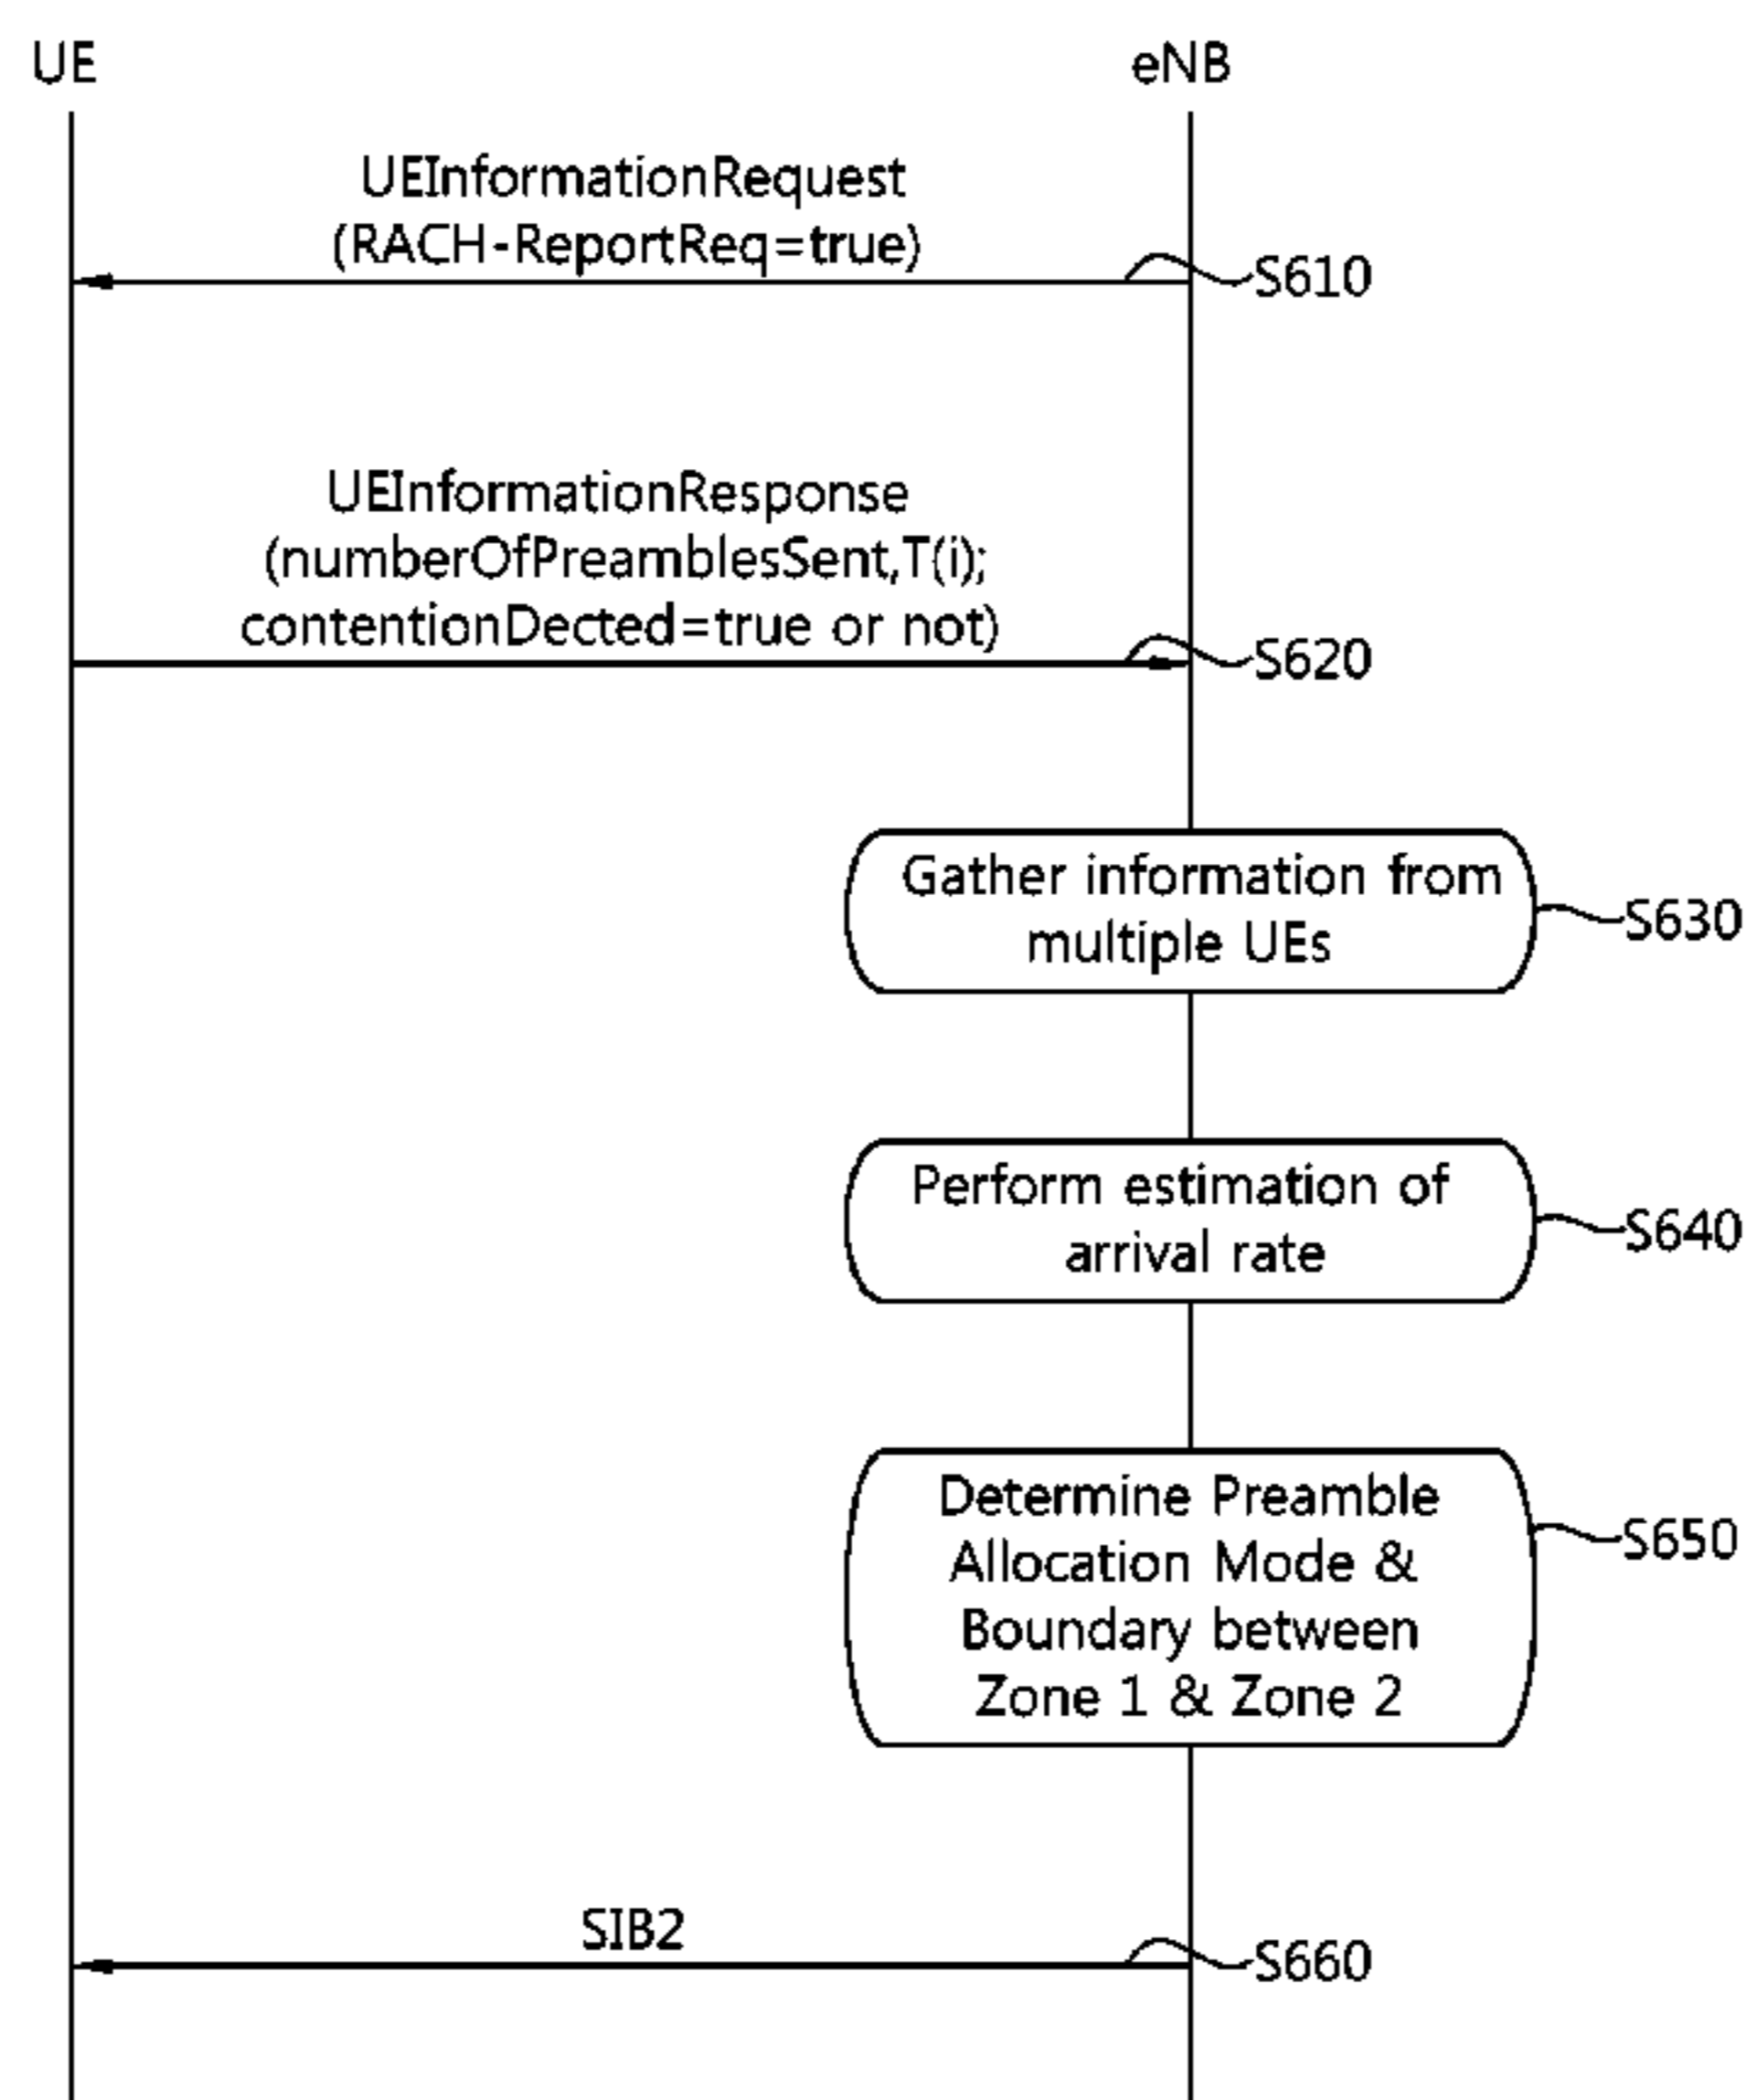 UE
eNB
UEInformationRequest
(RACH-ReportReq=true)
S610
UEInformationResponse
(numberOfPreamblesSent,T(i);
contentionDected=true or not)
S620
Gather information from
multiple UEs
S630
Perform estimation of
arrival rate
S640
Determine Preamble
Allocation Mode &
Boundary between
Zone 1 & Zone 2
S650
SIB2
S660